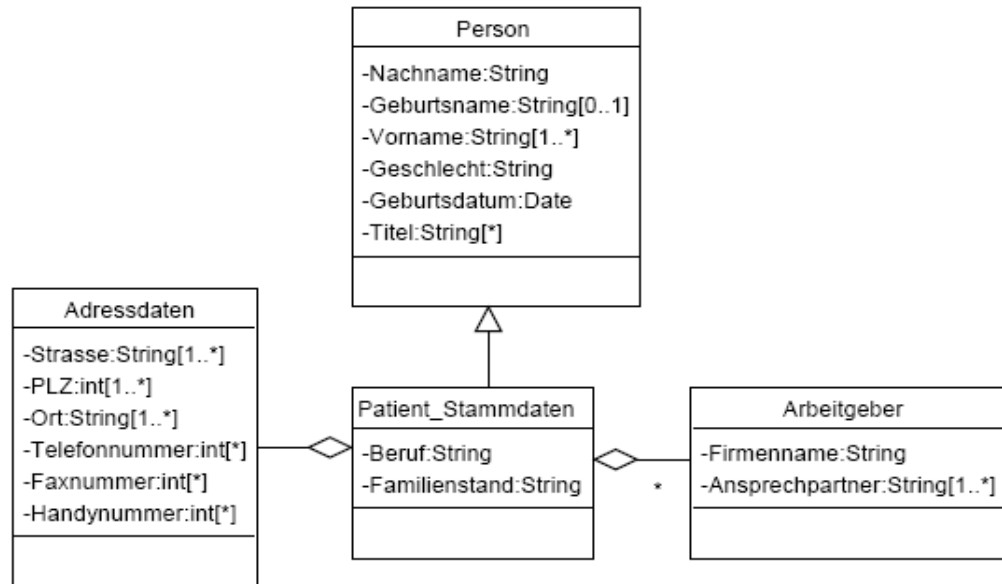 Person
-Nachname:String
-Geburtsname:String[0..1]
-Vorname:String[1..*]
-Geschlecht:String
-Geburtsdatum:Date
-Titel:String[*]
Adressdaten
-Strasse:String[1..*]
-PLZ:int[1..*]
-Ort:String[1..*]
-Telefonnummer:int[*]
-Faxnummer:int[*]
-Handynummer:int[*]
Patient_Stammdaten
-Beruf:String
-Familienstand:String
*
Arbeitgeber
-Firmenname:String
-Ansprechpartner:String[1..*]